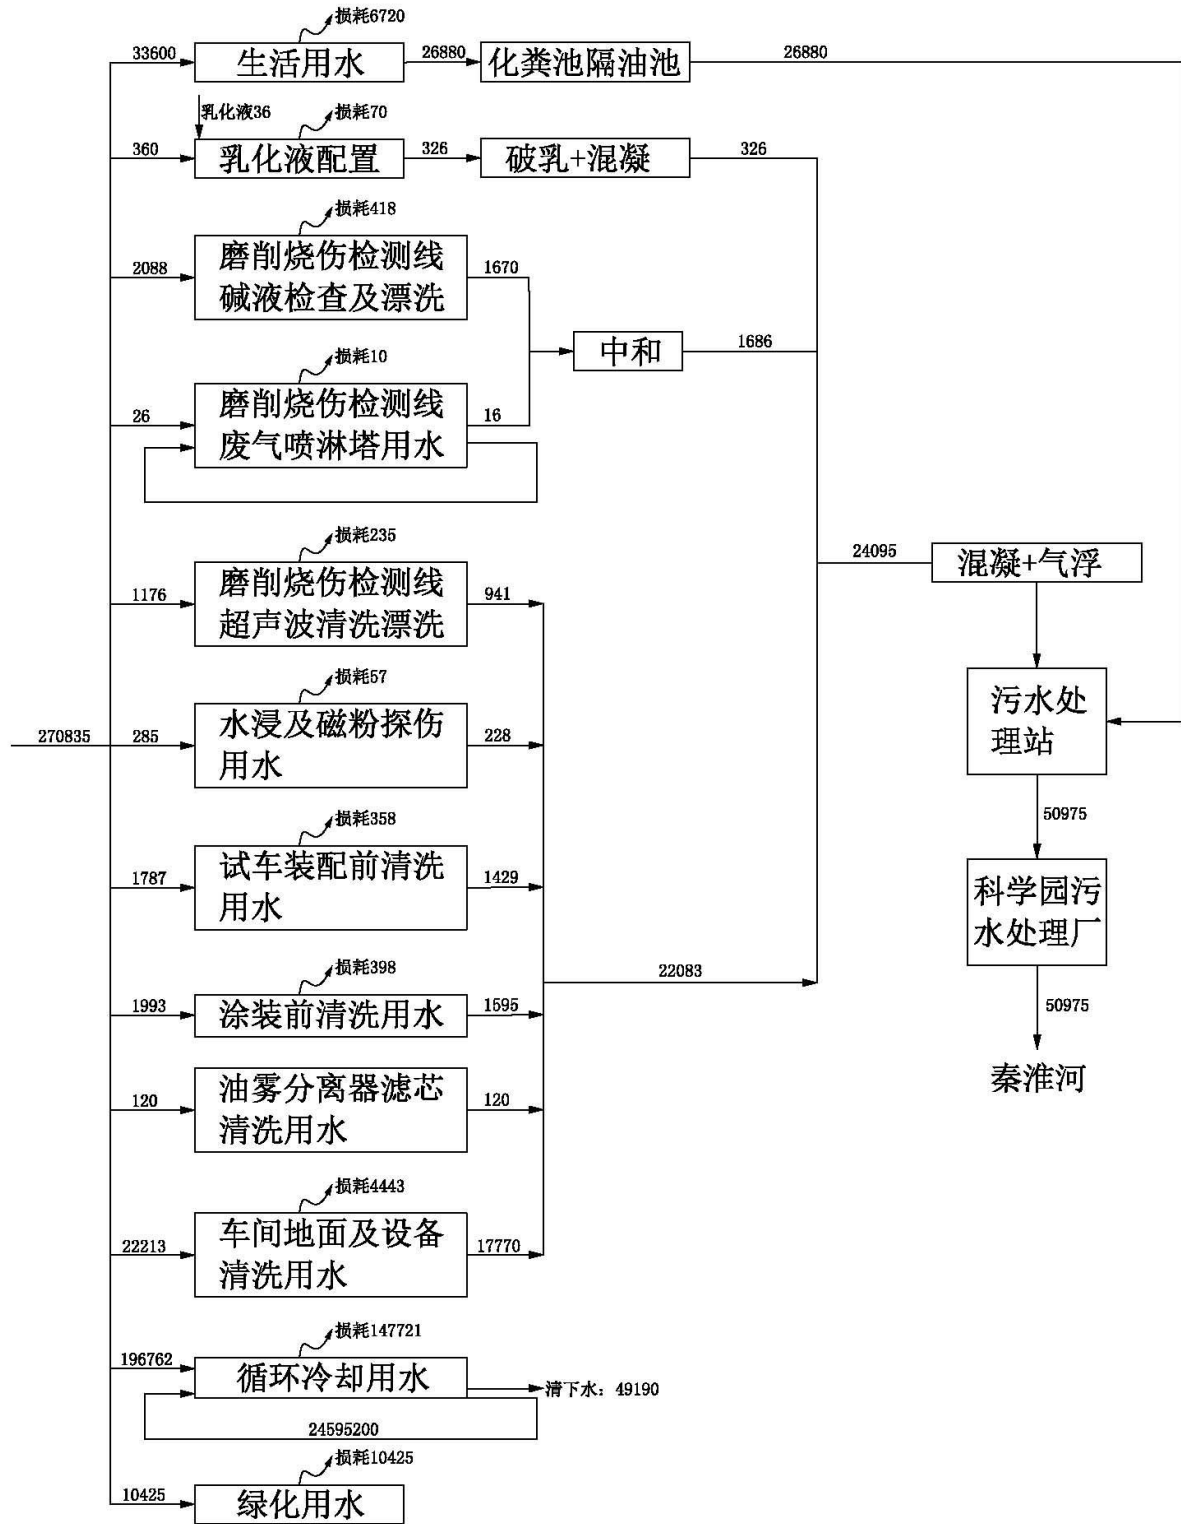 损耗6720
33600
生活用水
26880
化粪池隔油池
26880
乳化液36
损耗70
360
乳化液配置
326
破乳+混凝
326
损耗418
2088
磨削烧伤检测线
碱液检查及漂洗
1670
中和
1686
损耗10
26
磨削烧伤检测线
废气喷淋塔用水
16
损耗235
1176
磨削烧伤检测线
超声波清洗漂洗
941
24095
混凝+气浮
损耗57
270835
285
水浸及磁粉探伤
用水
228
污水处
理站
50975
损耗358
1787
试车装配前清洗
用水
1429
科学园污
水处理厂
50975
秦淮河
损耗398
1993
涂装前清洗用水
1595
22083
120
油雾分离器滤芯
清洗用水
120
损耗4443
22213
车间地面及设备
清洗用水
17770
损耗147721
196762
循环冷却用水
清下水：49190
24595200
损耗10425
10425
绿化用水